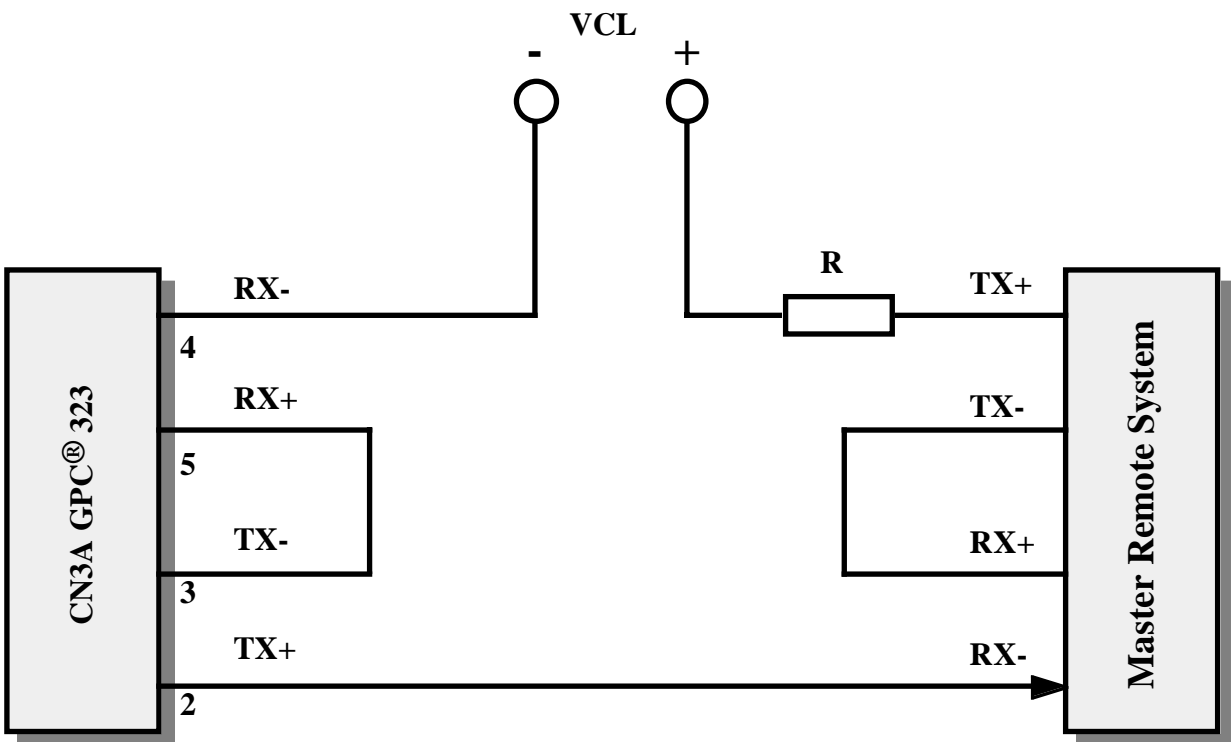 VCL
- +
R
RX-
TX+
4
RX+
TX-
5
TX-
RX+
3
TX+
RX-
2
CN3A GPC® 323
Master Remote System